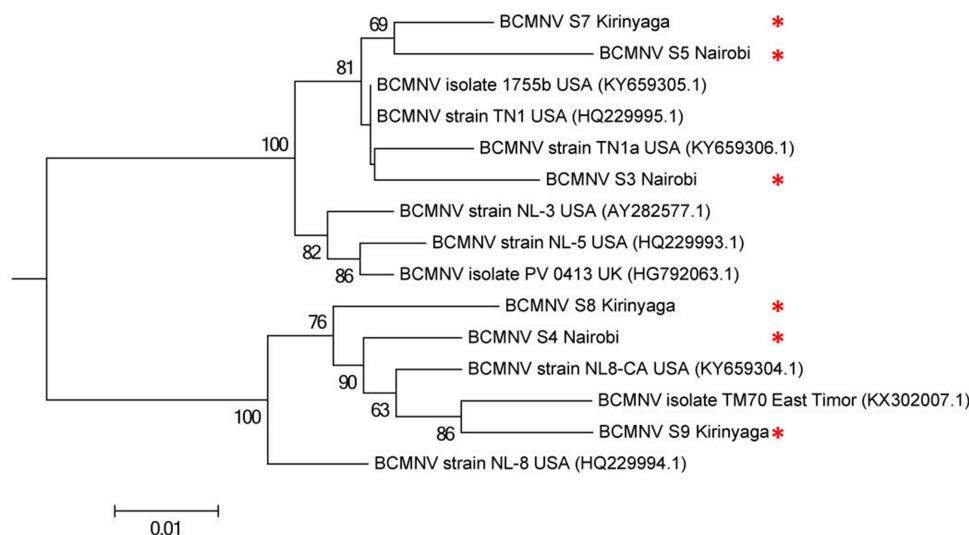 69
BCMNV S7 Kirinyaga *
BCMNV S5 Nairobi *
81
BCMNV isolate 1755b USA (KY659305.1)
BCMNV strain TN1 USA (HQ229995.1)
100
BCMNV strain TN1a USA (KY659306.1)
BCMNV S3 Nairobi *
BCMNV strain NL-3 USA (AY282577.1)
82
BCMNV strain NL-5 USA (HQ229993.1)
86
BCMNV isolate PV 0413 UK (HG792063.1)
BCMNV S8 Kirinyaga *
76
BCMNV S4 Nairobi *
90
BCMNV strain NL8-CA USA (KY659304.1)
63
BCMNV isolate TM70 East Timor (KX302007.1)
86
BCMNV S9 Kirinyaga *
100
BCMNV strain NL-8 USA (HQ229994.1)
0.01